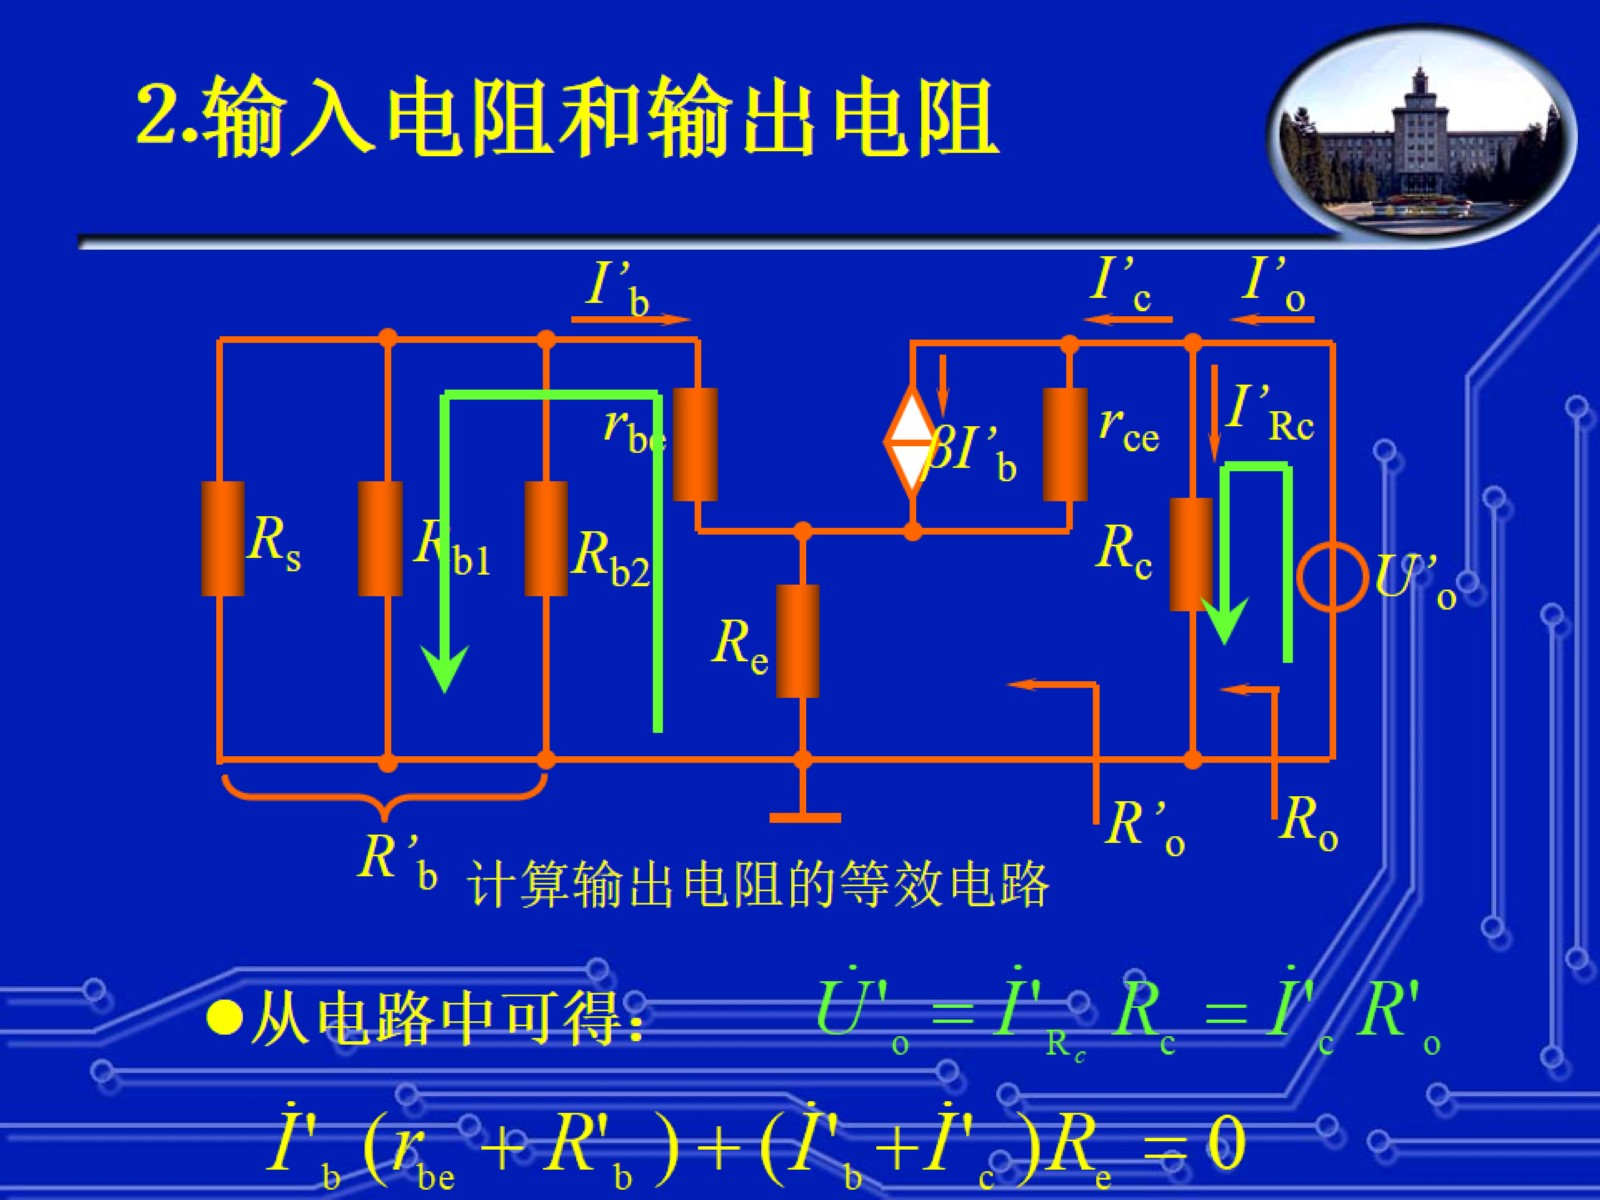 2.输入电阻和输出电阻
I’b I’c I’o
rbe βI’b rce I’Rc
Rs Rb1 Rb2 Rc U’o
Re
R’b R’o Ro
计算输出电阻的等效电路
●从电路中可得： U̇'o = İ'Rc Rc = İ'c R'o
İ'b (rbe + R'b ) + (İ'b +İ'c )Re = 0